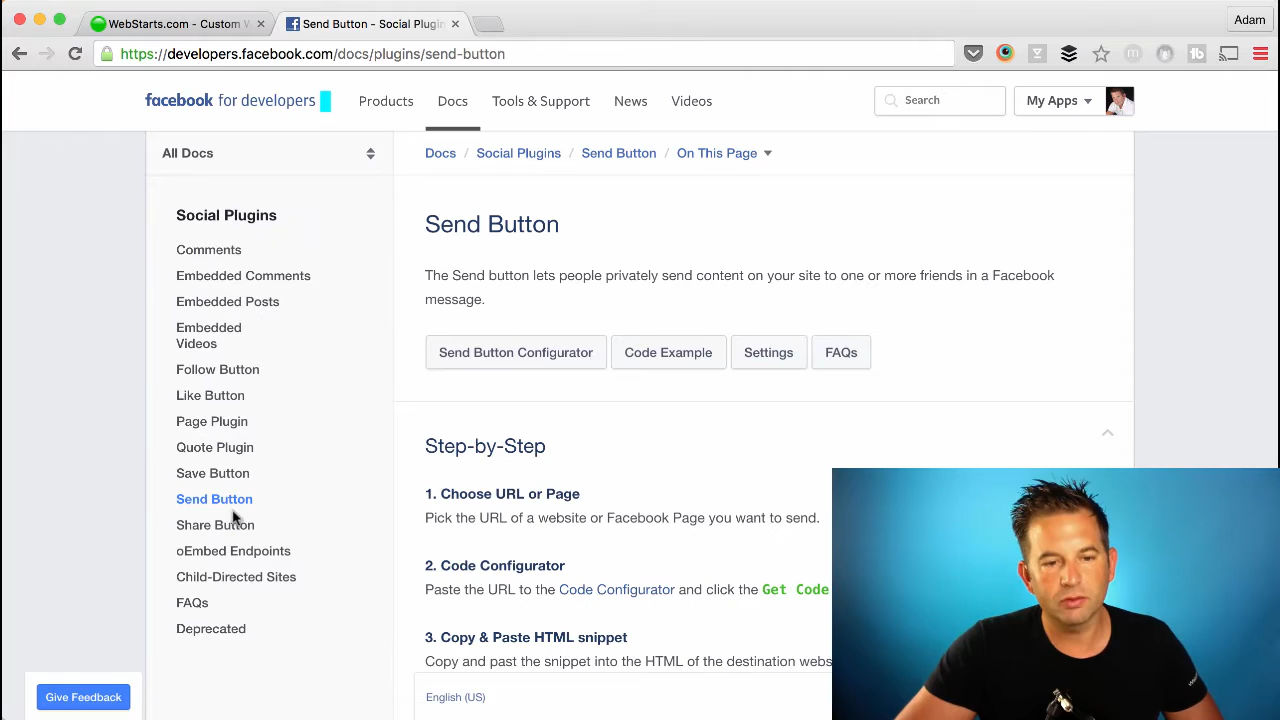 WebStarts.com - Custom W
Send Button - Social Plugin
Adam
https://developers.facebook.com/docs/plugins/send-button
facebook for developers
Products
Docs
Tools & Support
News
Videos
Search
My Apps
All Docs
Docs / Social Plugins / Send Button / On This Page
Social Plugins
Comments
Embedded Comments
Embedded Posts
Embedded
Videos
Follow Button
Like Button
Page Plugin
Quote Plugin
Save Button
Send Button
Share Button
oEmbed Endpoints
Child-Directed Sites
FAQs
Deprecated
Give Feedback
Send Button
The Send button lets people privately send content on your site to one or more friends in a Facebook
message.
Send Button Configurator
Code Example
Settings
FAQs
Step-by-Step
1. Choose URL or Page
Pick the URL of a website or Facebook Page you want to send.
2. Code Configurator
Paste the URL to the Code Configurator and click the Get Code
3. Copy & Paste HTML snippet
Copy and past the snippet into the HTML of the destination webs
English (US)